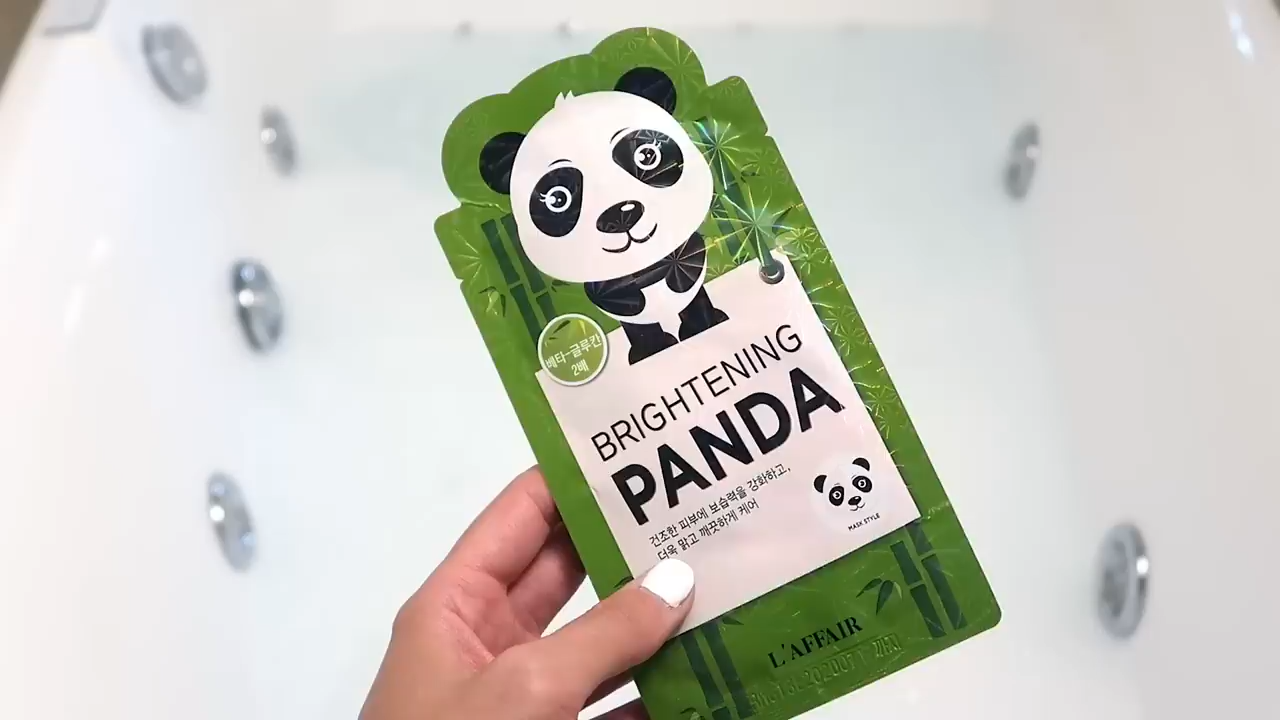 베타-글루칸
2배
BRIGHTENING
PANDA
건조한 피부에 보습력을 강화하고,
더욱 맑고 깨끗하게 케어
MASK STYLE
L'AFFAIR